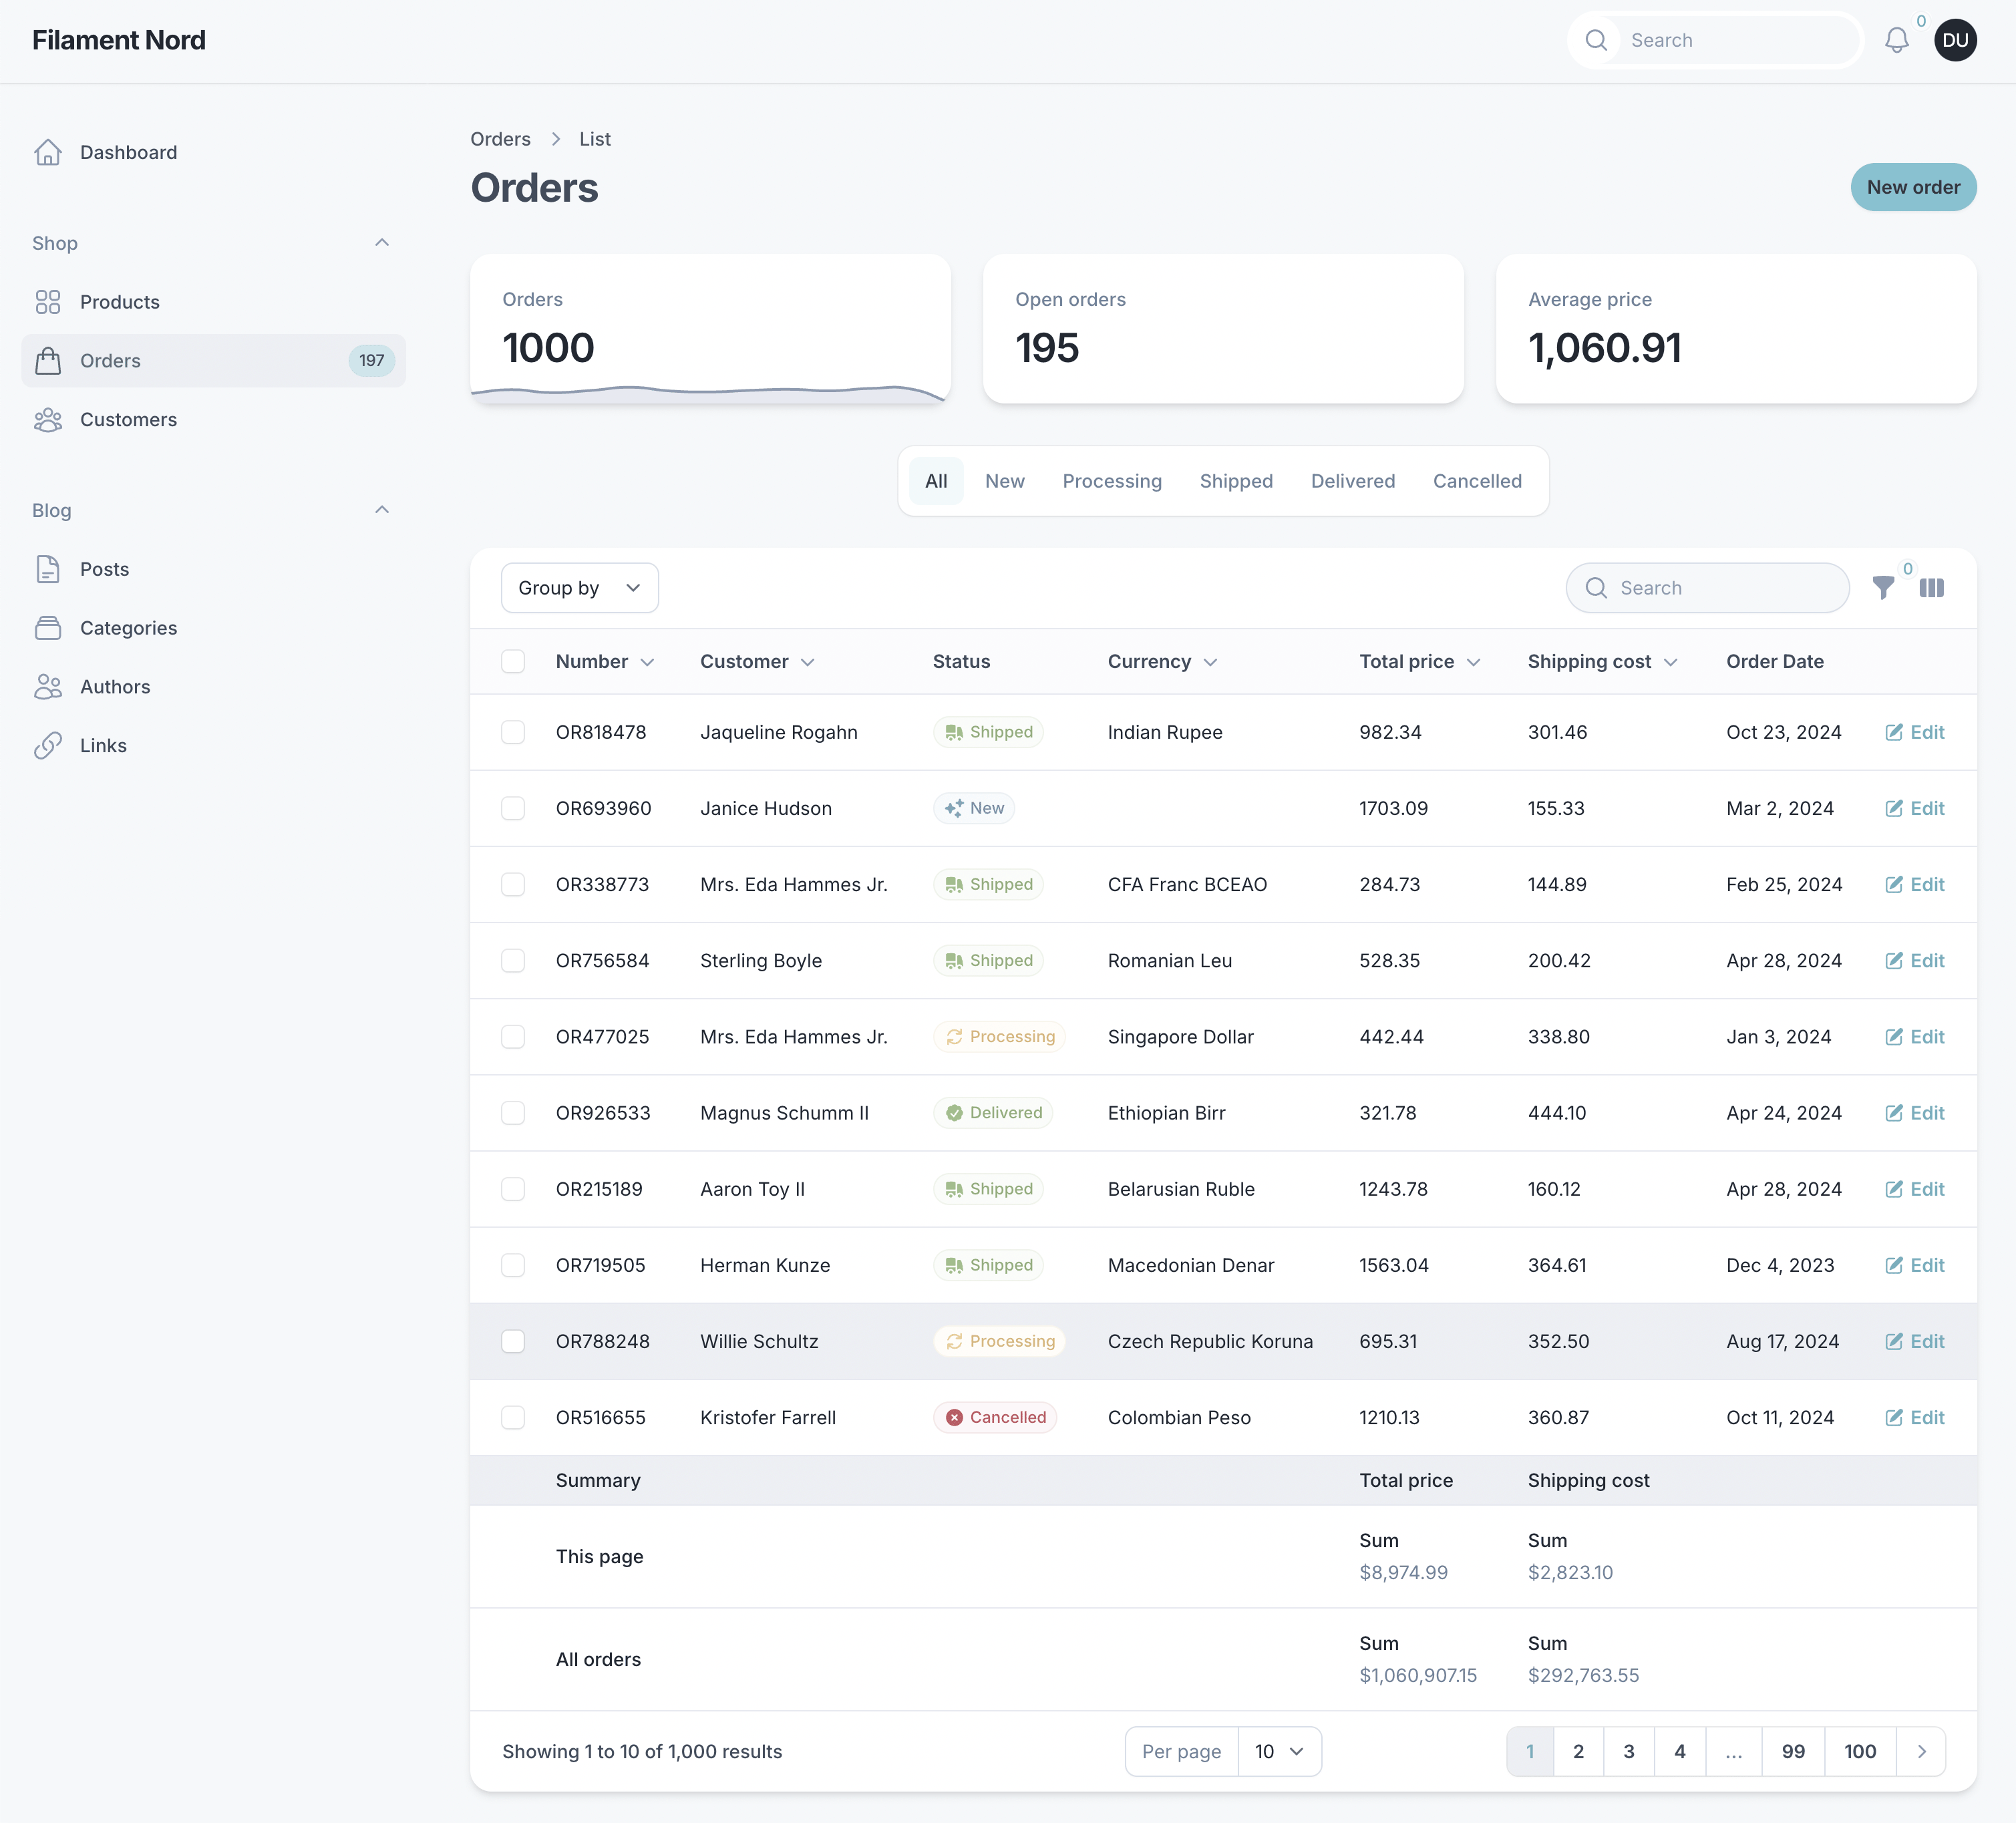 Filament Nord
Search
0
DU
Dashboard
Shop
Products
Orders 197
Customers
Blog
Posts
Categories
Authors
Links
Orders List
Orders
New order
Orders
1000
Open orders
195
Average price
1,060.91
All New Processing Shipped Delivered Cancelled
Group by
Search
0
Number Customer Status Currency Total price Shipping cost Order Date
OR818478 Jaqueline Rogahn Shipped Indian Rupee 982.34 301.46 Oct 23, 2024 Edit
OR693960 Janice Hudson New 1703.09 155.33 Mar 2, 2024 Edit
OR338773 Mrs. Eda Hammes Jr. Shipped CFA Franc BCEAO 284.73 144.89 Feb 25, 2024 Edit
OR756584 Sterling Boyle Shipped Romanian Leu 528.35 200.42 Apr 28, 2024 Edit
OR477025 Mrs. Eda Hammes Jr. Processing Singapore Dollar 442.44 338.80 Jan 3, 2024 Edit
OR926533 Magnus Schumm II Delivered Ethiopian Birr 321.78 444.10 Apr 24, 2024 Edit
OR215189 Aaron Toy II Shipped Belarusian Ruble 1243.78 160.12 Apr 28, 2024 Edit
OR719505 Herman Kunze Shipped Macedonian Denar 1563.04 364.61 Dec 4, 2023 Edit
OR788248 Willie Schultz Processing Czech Republic Koruna 695.31 352.50 Aug 17, 2024 Edit
OR516655 Kristofer Farrell Cancelled Colombian Peso 1210.13 360.87 Oct 11, 2024 Edit
Summary Total price Shipping cost
This page
Sum Sum
$8,974.99 $2,823.10
All orders
Sum Sum
$1,060,907.15 $292,763.55
Showing 1 to 10 of 1,000 results
Per page 10
1 2 3 4 ... 99 100